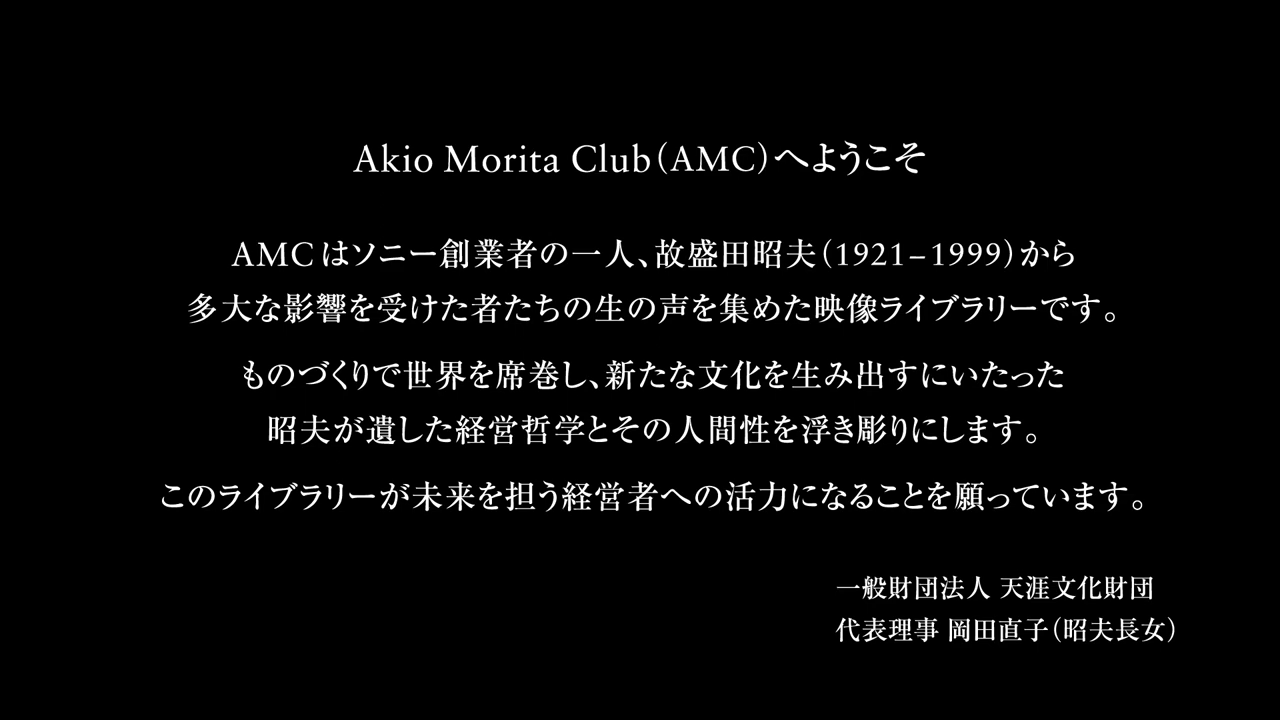 Akio Morita Club（AMC）へようこそ
AMCはソニー創業者の一人、故盛田昭夫（1921–1999）から
多大な影響を受けた者たちの生の声を集めた映像ライブラリーです。
ものづくりで世界を席巻し、新たな文化を生み出すにいたった
昭夫が遺した経営哲学とその人間性を浮き彫りにします。
このライブラリーが未来を担う経営者への活力になることを願っています。
一般財団法人 天涯文化財団
代表理事 岡田直子（昭夫長女）